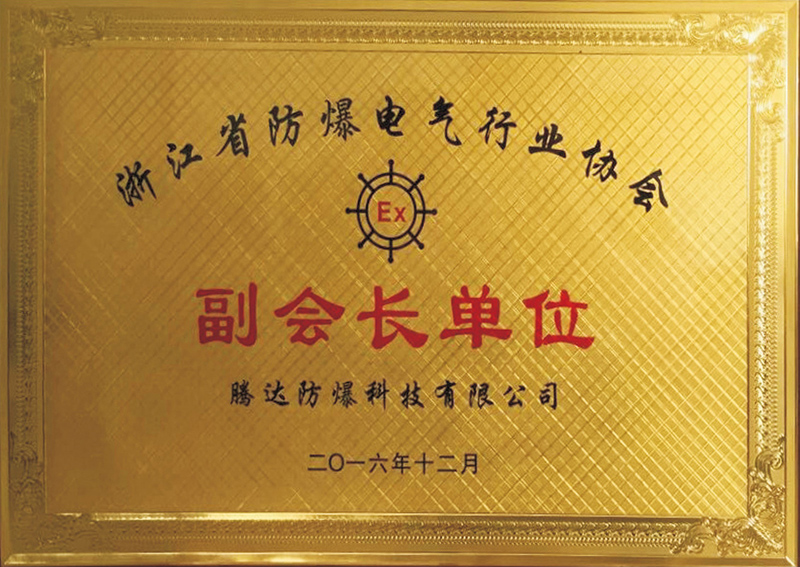 浙江省防爆电气行业协会
Ex
副会长单位
腾达防爆科技有限公司
二〇一六年十二月